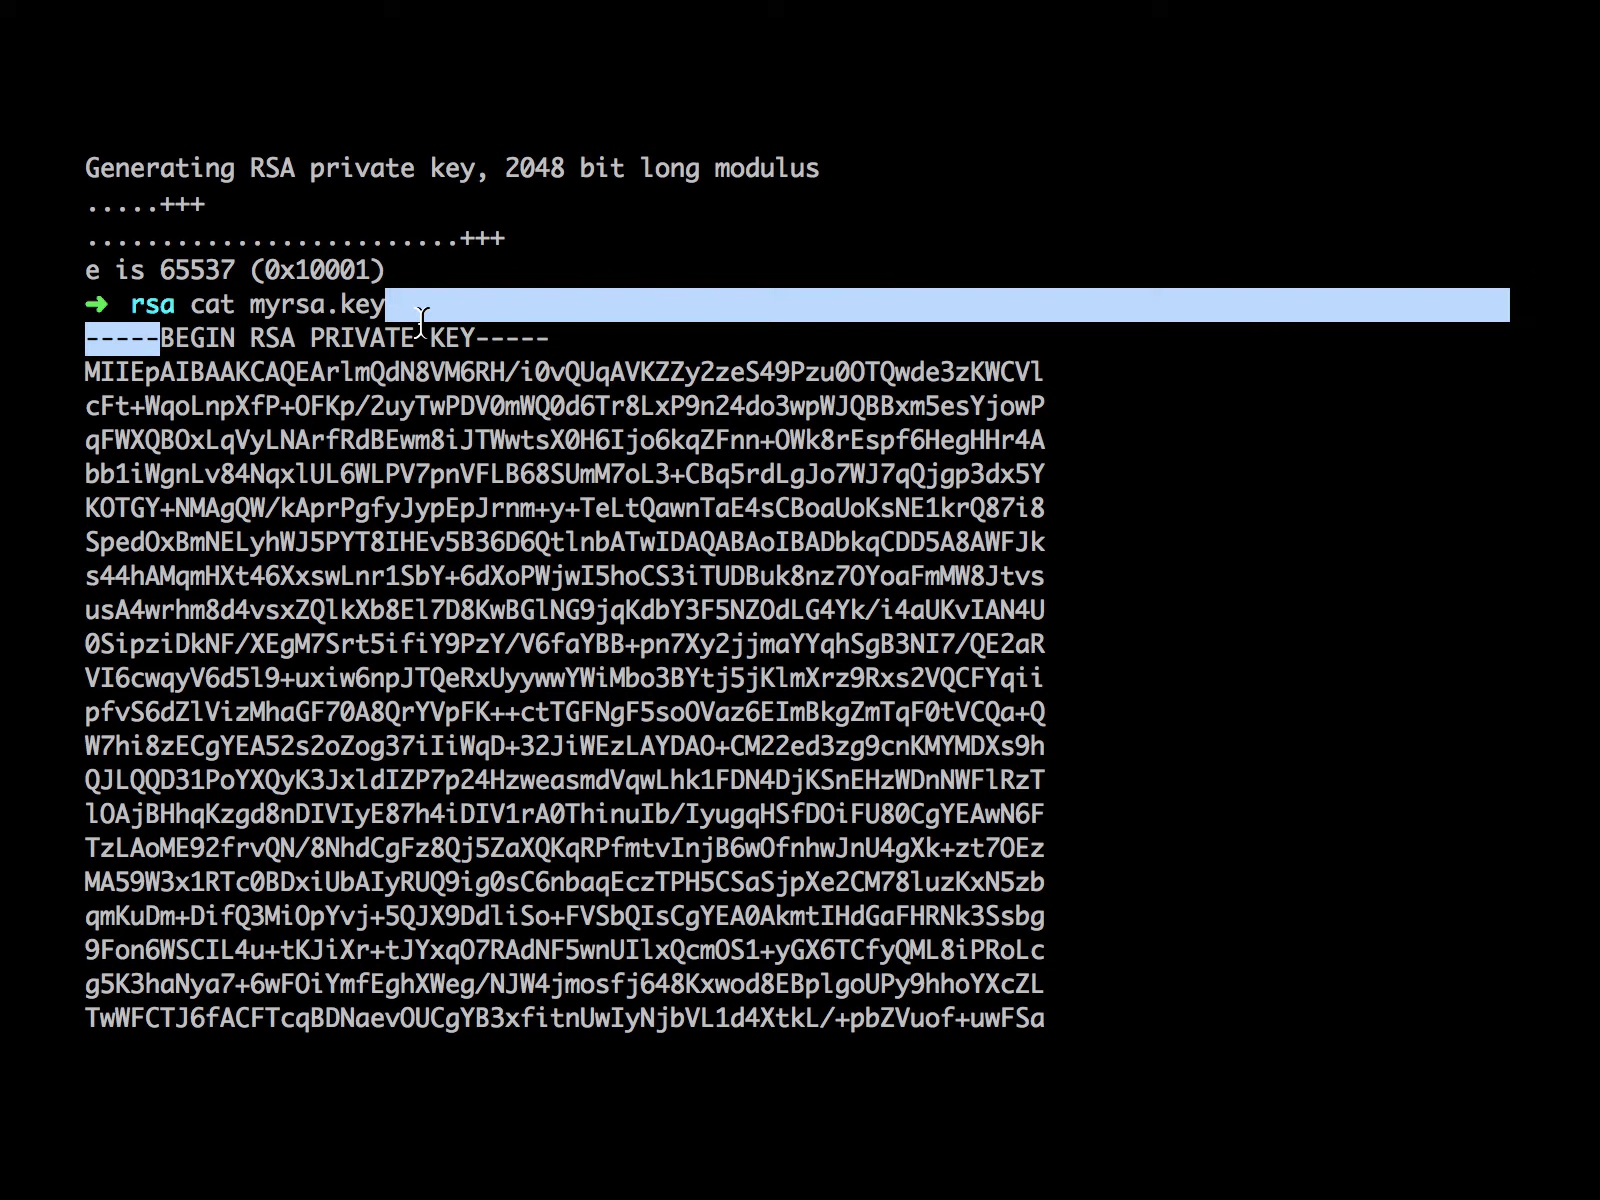 Generating RSA private key, 2048 bit long modulus
.....+++
.........................+++
e is 65537 (0x10001)
➜ rsa cat myrsa.key
-----BEGIN RSA PRIVATE KEY-----
MIIEpAIBAAKCAQEArlmQdN8VM6RH/i0vQUqAVKZZy2zeS49Pzu0OTQwde3zKWCVl
cFt+WqoLnpXfP+OFKp/2uyTwPDV0mWQ0d6Tr8LxP9n24do3wpWJQBBxm5esYjowP
qFWXQBOxLqVyLNArfRdBEwm8iJTWwtsX0H6Ijo6kqZFnn+OWk8rEspf6HegHHr4A
bb1iWgnLv84NqxlUL6WLPV7pnVFLB68SUmM7oL3+CBq5rdLgJo7WJ7qQjgp3dx5Y
KOTGY+NMAgQW/kAprPgfyJypEpJrnm+y+TeLtQawnTaE4sCBoaUoKsNE1krQ87i8
SpedOxBmNELyhWJ5PYT8IHEv5B36D6QtlnbATwIDAQABAoIBADbkqCDD5A8AWFJk
s44hAMqmHXt46XxswLnr1SbY+6dXoPWjwI5hoCS3iTUDBuk8nz7OYoaFmMW8Jtvs
usA4wrhm8d4vsxZQlkXb8El7D8KwBGlNG9jqKdbY3F5NZOdLG4Yk/i4aUKvIAN4U
0SipziDkNF/XEgM7Srt5ifiY9PzY/V6faYBB+pn7Xy2jjmaYYqhSgB3NI7/QE2aR
VI6cwqyV6d5l9+uxiw6npJTQeRxUyywwYWiMbo3BYtj5jKlmXrz9Rxs2VQCFYqii
pfvS6dZlVizMhaGF70A8QrYVpFK++ctTGFNgF5soOVaz6EImBkgZmTqF0tVCQa+Q
W7hi8zECgYEA52s2oZog37iIiWqD+32JiWEzLAYDAO+CM22ed3zg9cnKMYMDXs9h
QJLQQD31PoYXQyK3JxldIZP7p24HzweasmdVqwLhk1FDN4DjKSnEHzWDnNWFlRzT
lOAjBHhqKzgd8nDIVIyE87h4iDIV1rA0ThinuIb/IyugqHSfDOiFU80CgYEAwN6F
TzLAoME92frvQN/8NhdCgFz8Qj5ZaXQKqRPfmtvInjB6wOfnhwJnU4gXk+zt7OEz
MA59W3x1RTc0BDxiUbAIyRUQ9ig0sC6nbaqEczTPH5CSaSjpXe2CM78luzKxN5zb
qmKuDm+DifQ3MiOpYvj+5QJX9DdliSo+FVSbQIsCgYEA0AkmtIHdGaFHRNk3Ssbg
9Fon6WSCIL4u+tKJiXr+tJYxqO7RAdNF5wnUIlxQcmOS1+yGX6TCfyQML8iPRoLc
g5K3haNya7+6wFOiYmfEghXWeg/NJW4jmosfj648Kxwod8EBplgoUPy9hhoYXcZL
TwWFCTJ6fACFTcqBDNaevOUCgYB3xfitnUwIyNjbVL1d4XtkL/+pbZVuof+uwFSa